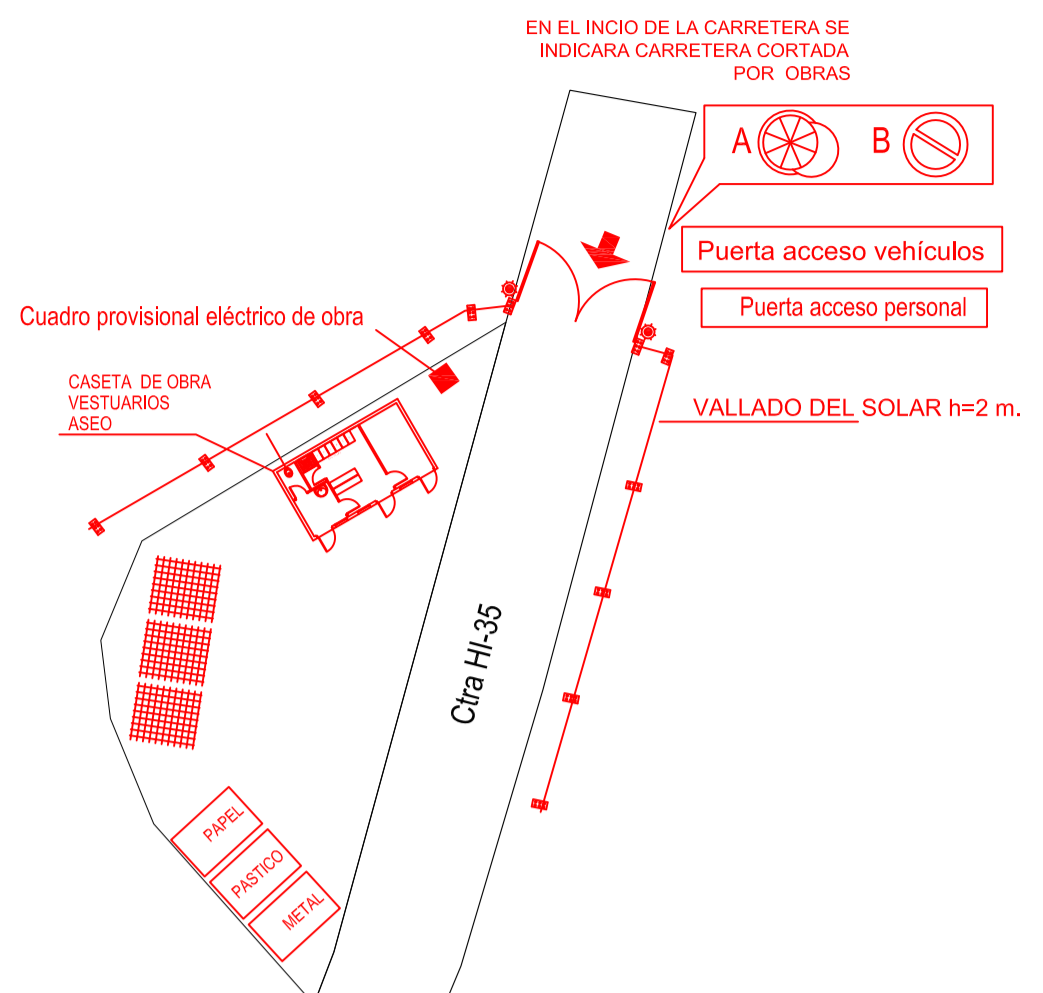 EN EL INCIO DE LA CARRETERA SE
INDICARA CARRETERA CORTADA
POR OBRAS
A
B
Puerta acceso vehículos
Puerta acceso personal
Cuadro provisional eléctrico de obra
CASETA DE OBRA
VESTUARIOS
ASEO
VALLADO DEL SOLAR h=2 m.
Ctra HI-35
PAPEL
PASTICO
METAL